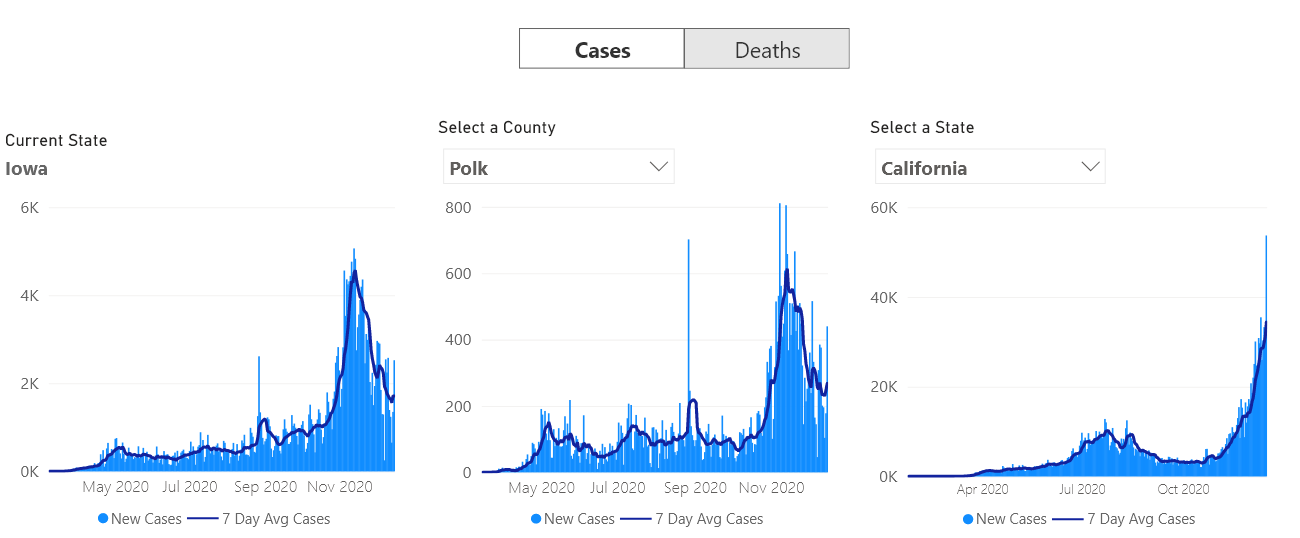 Cases Deaths
Current State
Iowa
6K
4K
2K
0K
May 2020 Jul 2020 Sep 2020 Nov 2020
New Cases 7 Day Avg Cases
Select a County
Polk
800
600
400
200
0
May 2020 Jul 2020 Sep 2020 Nov 2020
New Cases 7 Day Avg Cases
Select a State
California
60K
40K
20K
0K
Apr 2020 Jul 2020 Oct 2020
New Cases 7 Day Avg Cases